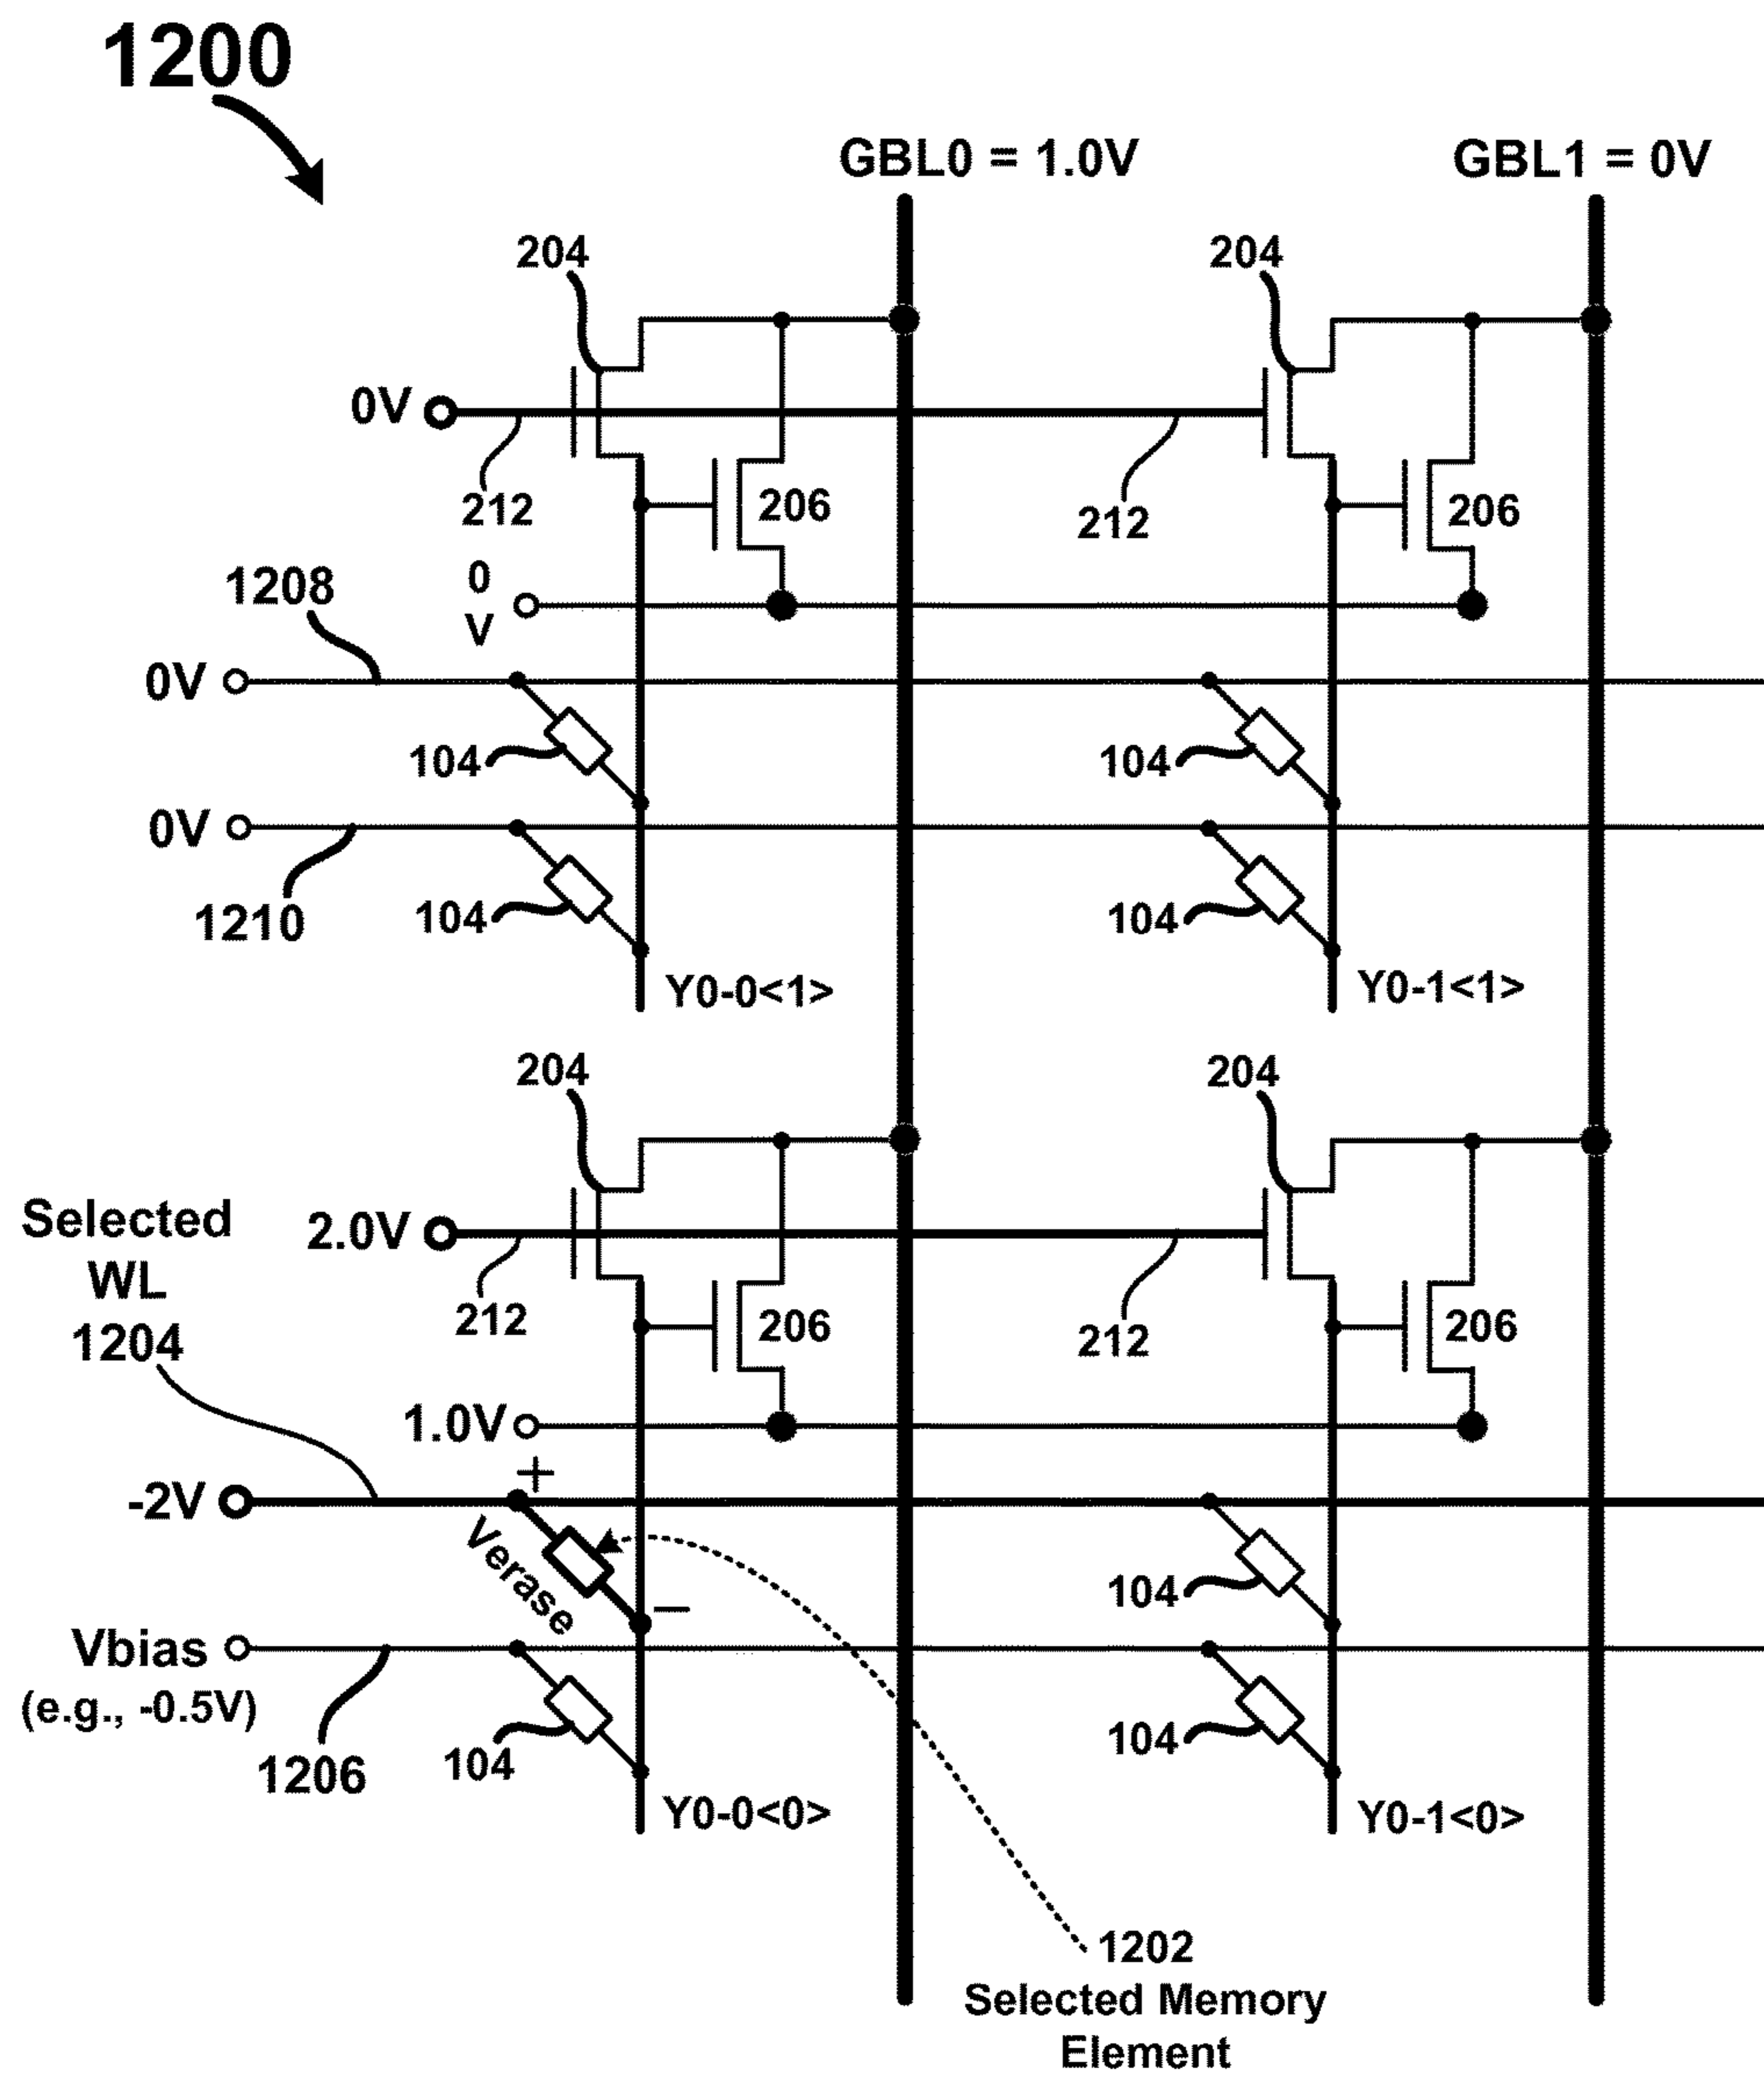 1200
GBL0 = 1.0V
GBL1 = 0V
204
204
0V
212
206
212
206
1208
0
V
0V
104
104
0V
1210
104
104
Y0-0<1>
Y0-1<1>
204
204
Selected
WL
1204
2.0V
212
206
212
206
1.0V
+
-2V
Verase
–
104
Vbias
(e.g., -0.5V)
1206
104
104
Y0-0<0>
Y0-1<0>
1202
Selected Memory
Element